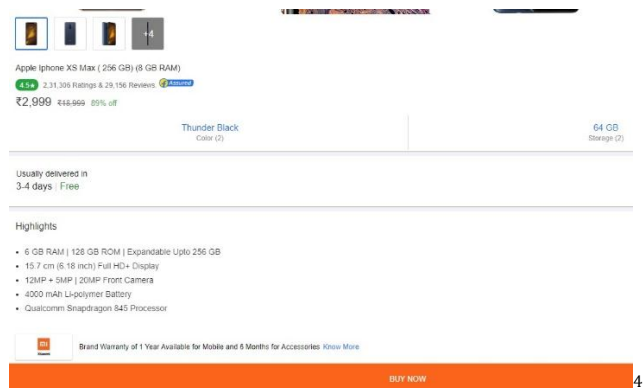 +4
Apple Iphone XS Max ( 256 GB) (8 GB RAM)
4.5★ 2,31,306 Ratings & 29,156 Reviews Assured
₹2,999 ₹18,999 89% off
Thunder Black
Color (2)
64 GB
Storage (2)
Usually delivered in
3-4 days | Free
Highlights
• 6 GB RAM | 128 GB ROM | Expandable Upto 256 GB
• 15.7 cm (6.18 inch) Full HD+ Display
• 12MP + 5MP | 20MP Front Camera
• 4000 mAh Li-polymer Battery
• Qualcomm Snapdragon 845 Processor
mi
Brand Warranty of 1 Year Available for Mobile and 6 Months for Accessories Know More
BUY NOW
4